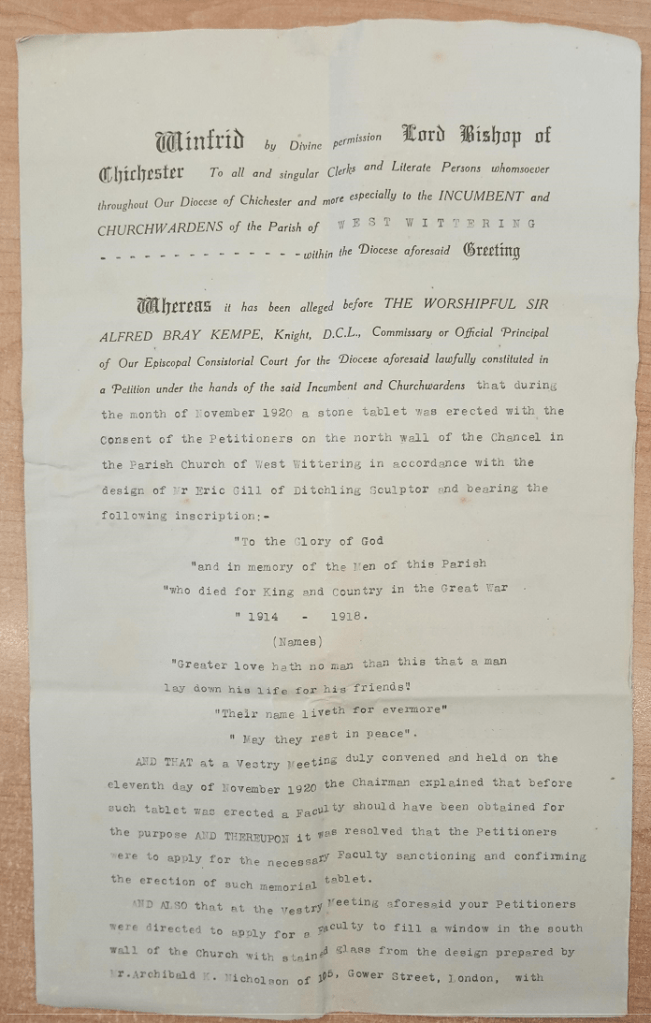 Winfrid by Divine permission Lord Bishop of
Chichester To all and singular Clerks and Literate Persons whomsoever
throughout Our Diocese of Chichester and more especially to the INCUMBENT and
CHURCHWARDENS of the Parish of WEST WITTERING
- - - - - - - - - - - - - - within the Diocese aforesaid Greeting
Whereas it has been alleged before THE WORSHIPFUL SIR
ALFRED BRAY KEMPE, Knight, D.C.L., Commissary or Official Principal
of Our Episcopal Consistorial Court for the Diocese aforesaid lawfully constituted in
a Petition under the hands of the said Incumbent and Churchwardens that during
the month of November 1920 a stone tablet was erected with the
Consent of the Petitioners on the north wall of the Chancel in
the Parish Church of West Wittering in accordance with the
design of Mr Eric Gill of Ditchling Sculptor and bearing the
following inscription:-
"To the Glory of God
"and in memory of the Men of this Parish
"who died for King and Country in the Great War
" 1914 - 1918.
(Names)
"Greater love hath no man than this that a man
lay down his life for his friends"
"Their name liveth for evermore"
" May they rest in peace".
AND THAT at a Vestry Meeting duly convened and held on the
eleventh day of November 1920 the Chairman explained that before
such tablet was erected a Faculty should have been obtained for
the purpose AND THEREUPON it was resolved that the Petitioners
were to apply for the necessary Faculty sanctioning and confirming
the erection of such memorial tablet.
AND ALSO that at the Vestry Meeting aforesaid your Petitioners
were directed to apply for a Faculty to fill a window in the south
wall of the Church with stained glass from the design prepared by
Mr.Archibald K. Nicholson of 105, Gower Street, London, with